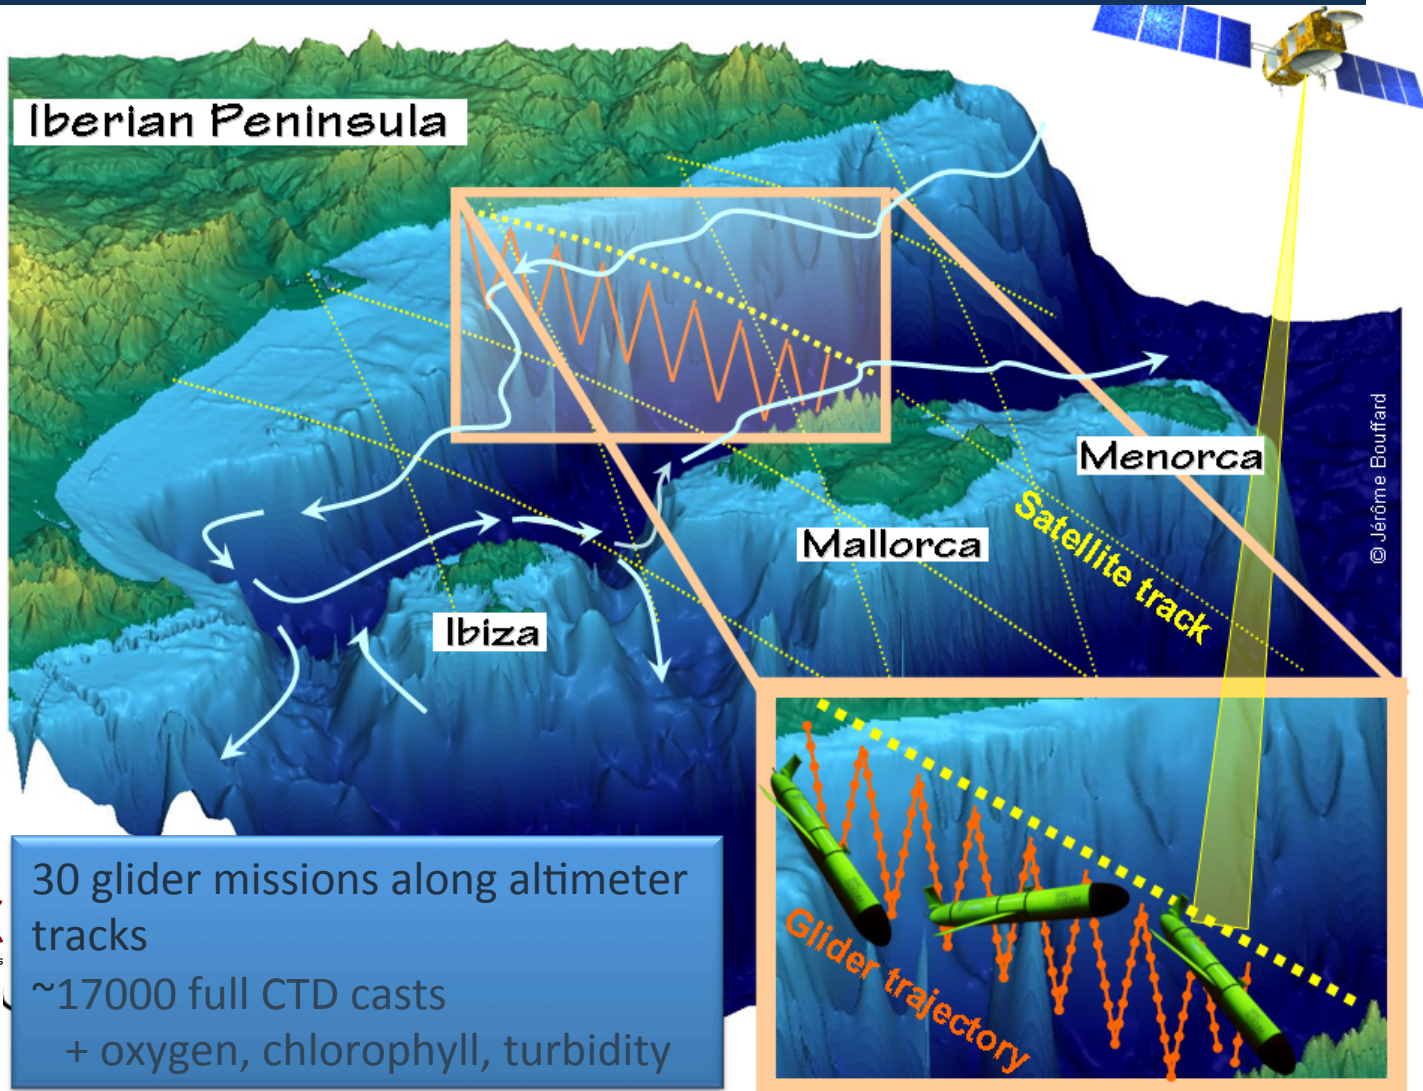 Iberian Peninsula
© Jérôme Bouffard
Menorca
Mallorca
Satellite track
Ibiza
Glider trajectory
30 glider missions along altimeter
tracks
~17000 full CTD casts
+ oxygen, chlorophyll, turbidity